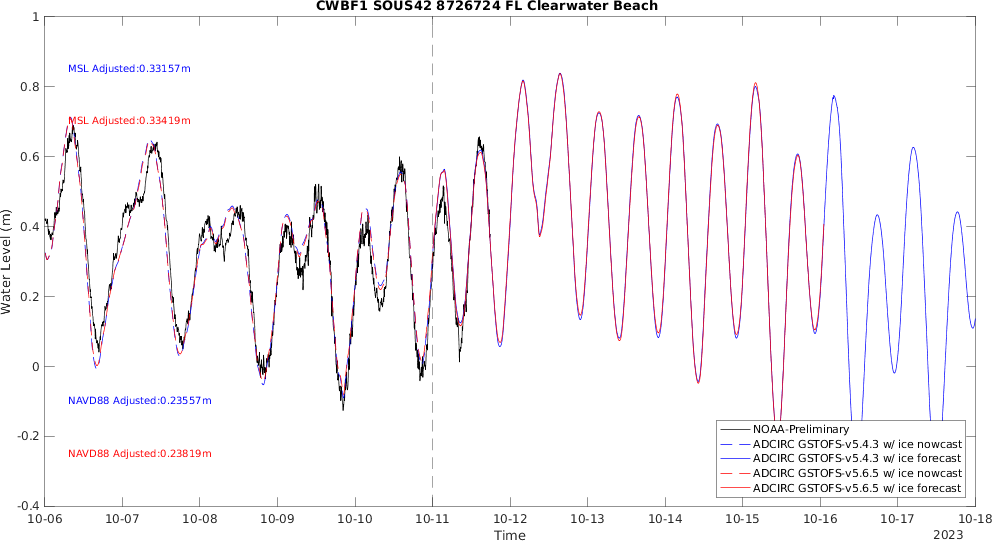 CWBF1 SOUS42 8726724 FL Clearwater Beach
1
0.8
0.6
0.4
0.2
0
-0.2
-0.4
Water Level (m)
MSL Adjusted:0.33157m
MSL Adjusted:0.33419m
NAVD88 Adjusted:0.23557m
NAVD88 Adjusted:0.23819m
NOAA-Preliminary
ADCIRC GSTOFS-v5.4.3 w/ ice nowcast
ADCIRC GSTOFS-v5.4.3 w/ ice forecast
ADCIRC GSTOFS-v5.6.5 w/ ice nowcast
ADCIRC GSTOFS-v5.6.5 w/ ice forecast
10-06 10-07 10-08 10-09 10-10 10-11 10-12 10-13 10-14 10-15 10-16 10-17 10-18
Time
2023